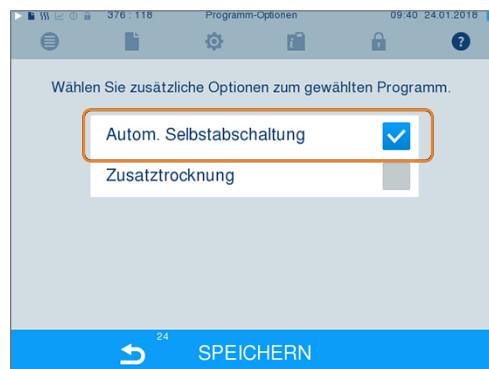 376 : 118 Programm-Optionen 09:40 24.01.2018
Wählen Sie zusätzliche Optionen zum gewählten Programm.
Autom. Selbstabschaltung
Zusatztrocknung
24
SPEICHERN